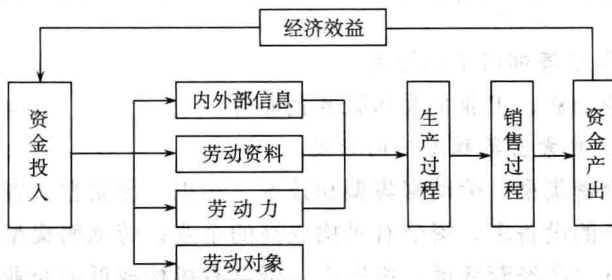 经济效益
资金投入
内外部信息
劳动资料
劳动力
劳动对象
生产过程
销售过程
资金产出